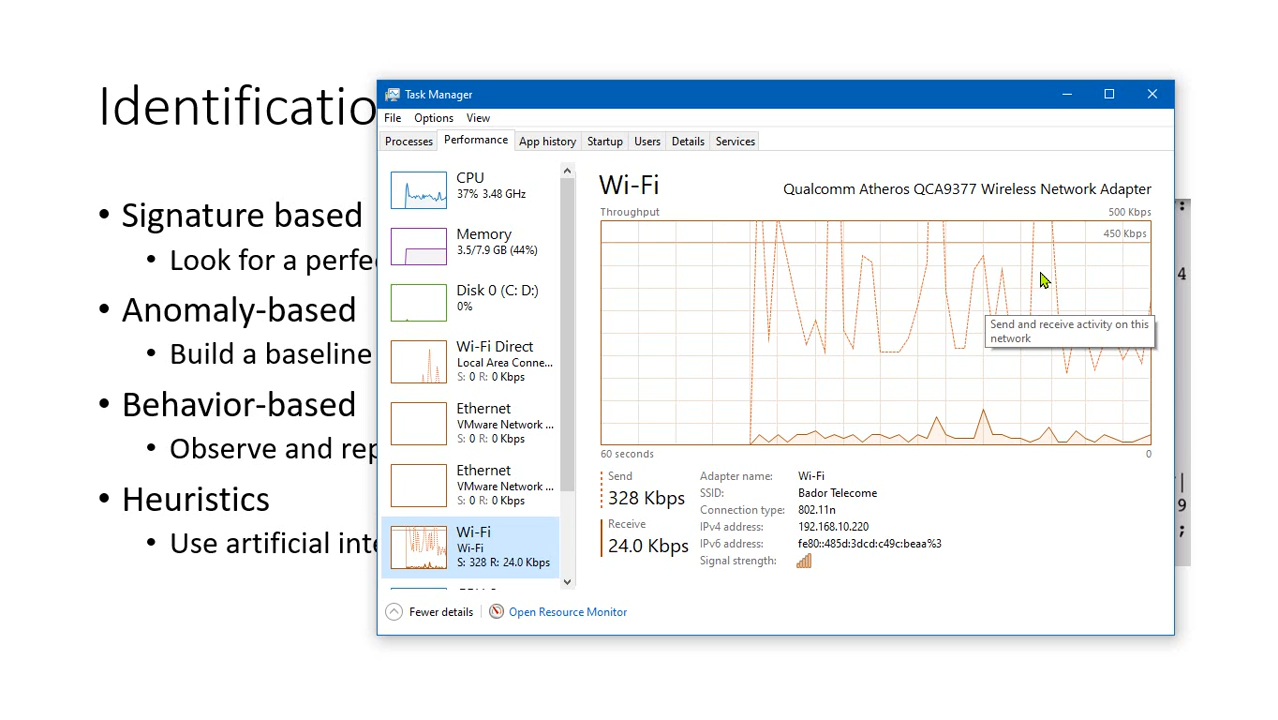 Identificatio
• Signature based
• Look for a perfe
• Anomaly-based
• Build a baseline
• Behavior-based
• Observe and rep
• Heuristics
• Use artificial inte
Task Manager
File Options View
Processes Performance App history Startup Users Details Services
CPU
37% 3.48 GHz
Memory
3.5/7.9 GB (44%)
Disk 0 (C: D:)
0%
Wi-Fi Direct
Local Area Conne...
S: 0 R: 0 Kbps
Ethernet
VMware Network ...
S: 0 R: 0 Kbps
Ethernet
VMware Network ...
S: 0 R: 0 Kbps
Wi-Fi
Wi-Fi
S: 328 R: 24.0 Kbps
Wi-Fi
Qualcomm Atheros QCA9377 Wireless Network Adapter
Throughput 500 Kbps
450 Kbps
Send and receive activity on this
network
60 seconds 0
Send
328 Kbps
Receive
24.0 Kbps
Adapter name: Wi-Fi
SSID: Bador Telecome
Connection type: 802.11n
IPv4 address: 192.168.10.220
IPv6 address: fe80::485d:3dcd:c49c:beaa%3
Signal strength:
Fewer details Open Resource Monitor
:
4
|
9
;